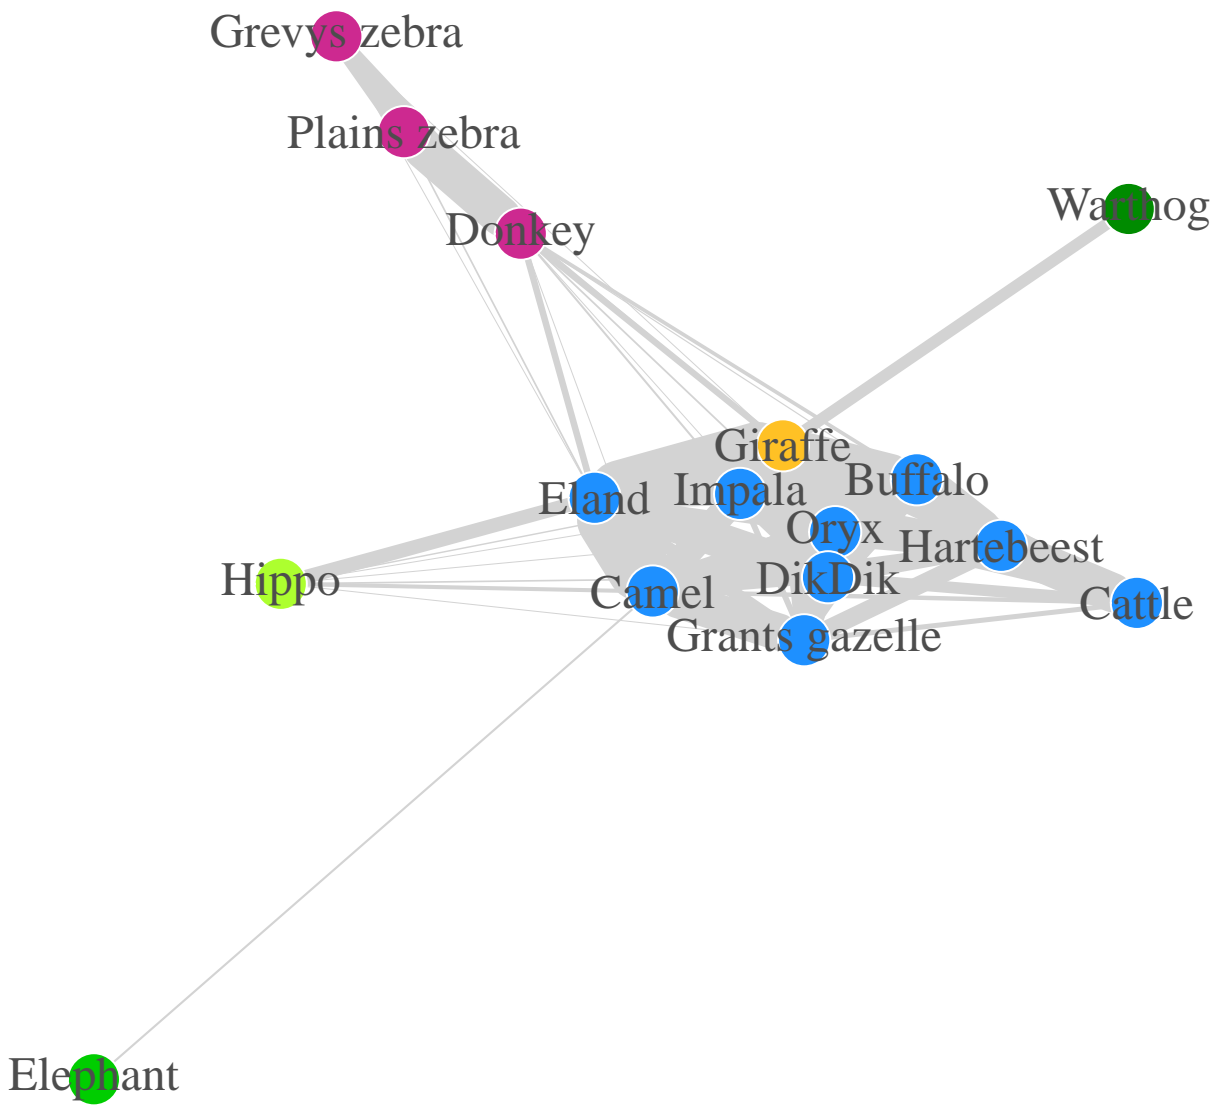 Grevys zebra
Plains zebra
Warthog
Donkey
Giraffe
Buffalo
Impala
Eland
Oryx
Hartebeest
Hippo
DikDik
Camel
Cattle
Grants gazelle
Elephant